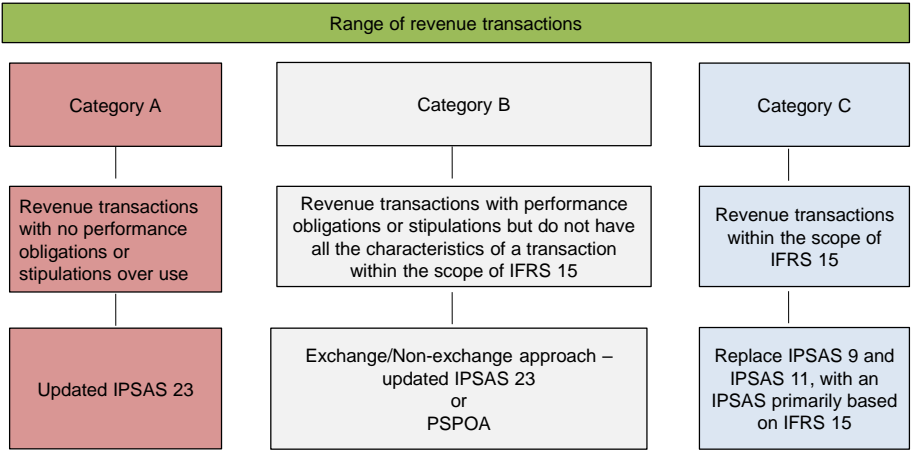 Range of revenue transactions
Category A
Category B
Category C
Revenue transactions
with no performance
obligations or
stipulations over use
Revenue transactions with performance
obligations or stipulations but do not have
all the characteristics of a transaction
within the scope of IFRS 15
Revenue transactions
within the scope of
IFRS 15
Updated IPSAS 23
Exchange/Non-exchange approach –
updated IPSAS 23
or
PSPOA
Replace IPSAS 9 and
IPSAS 11, with an
IPSAS primarily based
on IFRS 15